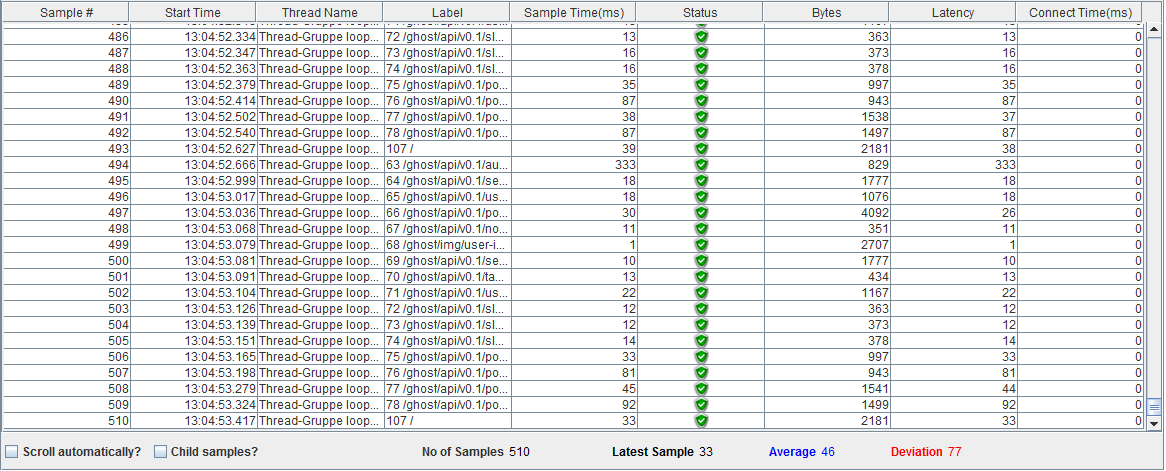 Sample # Start Time Thread Name Label Sample Time(ms) Status Bytes Latency Connect Time(ms)
486 13:04:52.334 Thread-Gruppe loop... 72 /ghost/api/v0.1/sl... 13 363 13 0
487 13:04:52.347 Thread-Gruppe loop... 73 /ghost/api/v0.1/sl... 16 373 16 0
488 13:04:52.363 Thread-Gruppe loop... 74 /ghost/api/v0.1/sl... 16 378 16 0
489 13:04:52.379 Thread-Gruppe loop... 75 /ghost/api/v0.1/po... 35 997 35 0
490 13:04:52.414 Thread-Gruppe loop... 76 /ghost/api/v0.1/po... 87 943 87 0
491 13:04:52.502 Thread-Gruppe loop... 77 /ghost/api/v0.1/po... 38 1538 37 0
492 13:04:52.540 Thread-Gruppe loop... 78 /ghost/api/v0.1/po... 87 1497 87 0
493 13:04:52.627 Thread-Gruppe loop... 107 / 39 2181 38 0
494 13:04:52.666 Thread-Gruppe loop... 63 /ghost/api/v0.1/au... 333 829 333 0
495 13:04:52.999 Thread-Gruppe loop... 64 /ghost/api/v0.1/se... 18 1777 18 0
496 13:04:53.017 Thread-Gruppe loop... 65 /ghost/api/v0.1/us... 18 1076 18 0
497 13:04:53.036 Thread-Gruppe loop... 66 /ghost/api/v0.1/po... 30 4092 26 0
498 13:04:53.068 Thread-Gruppe loop... 67 /ghost/api/v0.1/no... 11 351 11 0
499 13:04:53.079 Thread-Gruppe loop... 68 /ghost/img/user-i... 1 2707 1 0
500 13:04:53.081 Thread-Gruppe loop... 69 /ghost/api/v0.1/se... 10 1777 10 0
501 13:04:53.091 Thread-Gruppe loop... 70 /ghost/api/v0.1/ta... 13 434 13 0
502 13:04:53.104 Thread-Gruppe loop... 71 /ghost/api/v0.1/us... 22 1167 22 0
503 13:04:53.126 Thread-Gruppe loop... 72 /ghost/api/v0.1/sl... 12 363 12 0
504 13:04:53.139 Thread-Gruppe loop... 73 /ghost/api/v0.1/sl... 12 373 12 0
505 13:04:53.151 Thread-Gruppe loop... 74 /ghost/api/v0.1/sl... 14 378 14 0
506 13:04:53.165 Thread-Gruppe loop... 75 /ghost/api/v0.1/po... 33 997 33 0
507 13:04:53.198 Thread-Gruppe loop... 76 /ghost/api/v0.1/po... 81 943 81 0
508 13:04:53.279 Thread-Gruppe loop... 77 /ghost/api/v0.1/po... 45 1541 44 0
509 13:04:53.324 Thread-Gruppe loop... 78 /ghost/api/v0.1/po... 92 1499 92 0
510 13:04:53.417 Thread-Gruppe loop... 107 / 33 2181 33 0
Scroll automatically? Child samples? No of Samples 510 Latest Sample 33 Average 46 Deviation 77